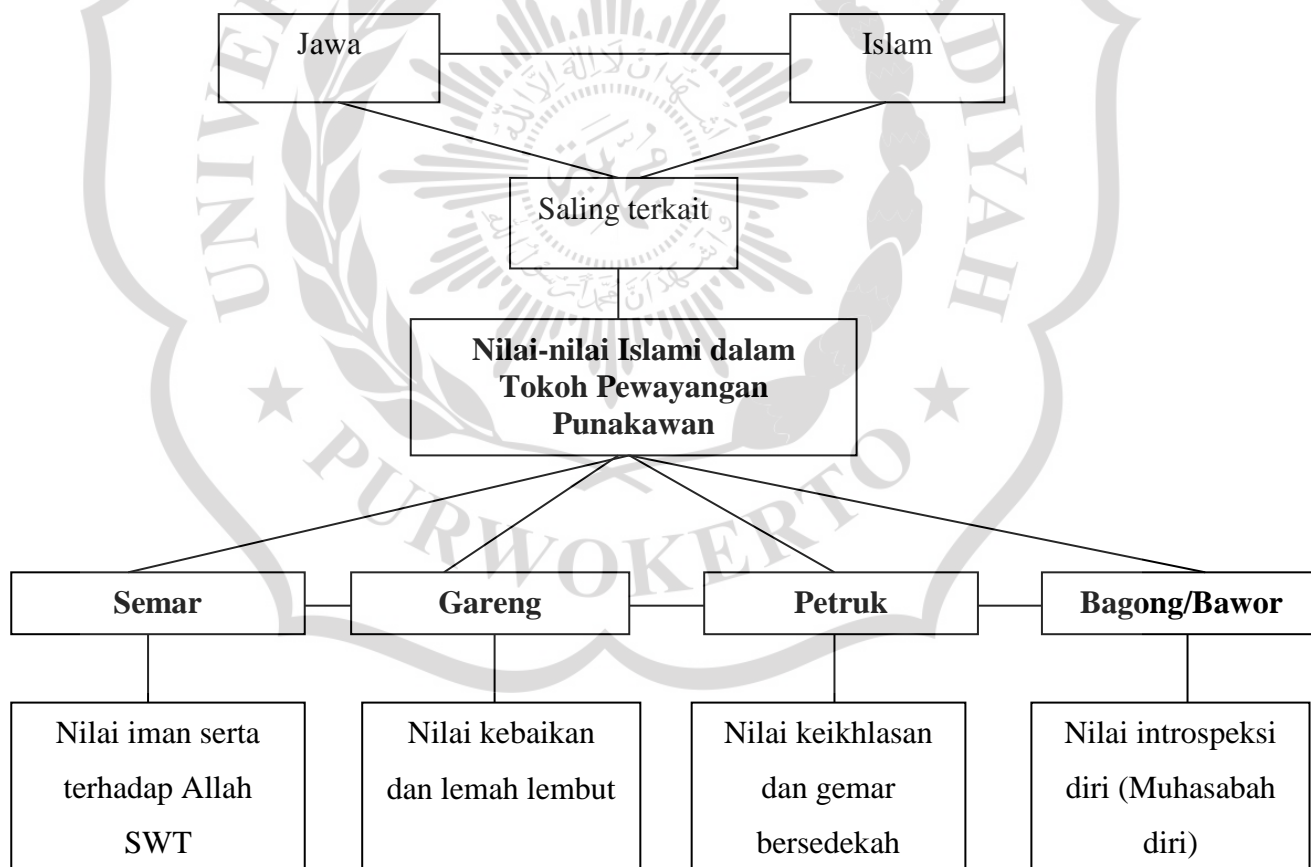 Jawa
Islam
Saling terkait
Nilai-nilai Islami dalam
Tokoh Pewayangan
Punakawan
Semar
Gareng
Petruk
Bagong/Bawor
Nilai iman serta
terhadap Allah
SWT
Nilai kebaikan
dan lemah lembut
Nilai keikhlasan
dan gemar
bersedekah
Nilai introspeksi
diri (Muhasabah
diri)
PURWOKERTO